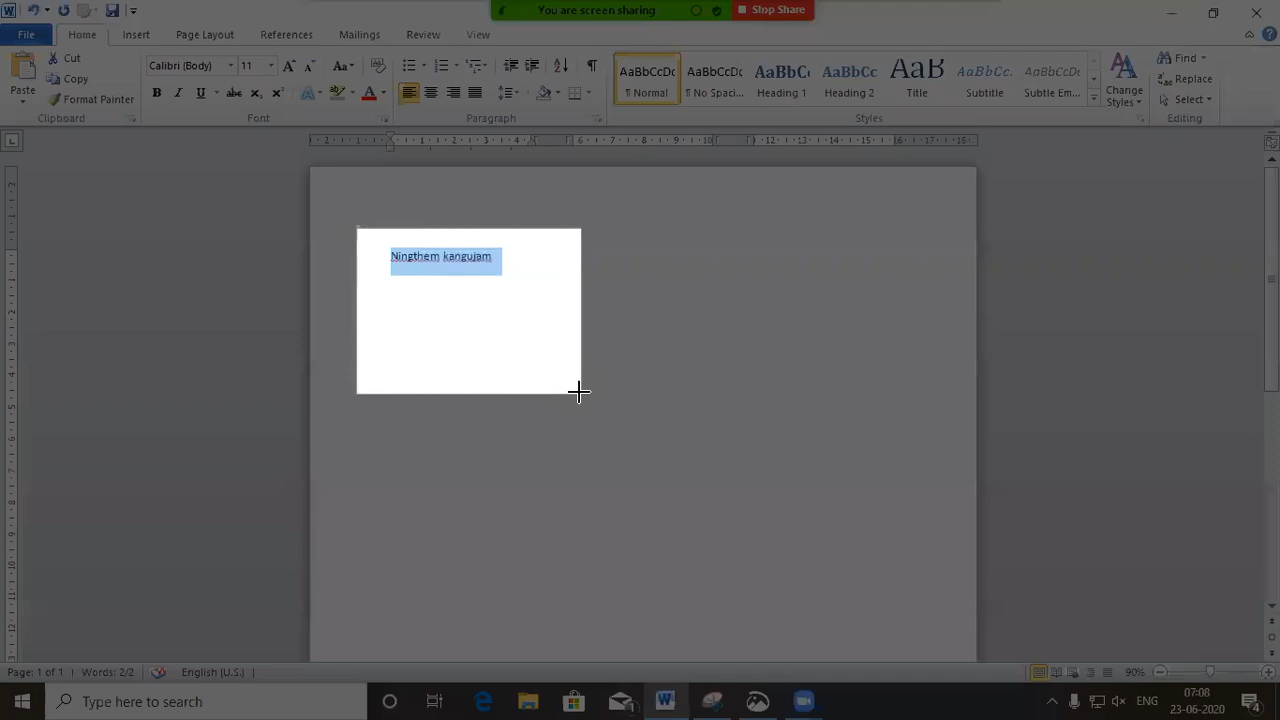 You are screen sharing
Stop Share
File Home Insert Page Layout References Mailings Review View
Paste
Cut
Copy
Format Painter
Clipboard
Calibri (Body) 11
Font
Paragraph
AaBbCcDc AaBbCcDc AaBbC AaBbCc AaB AaBbCc. AaBbCcDc
¶ Normal ¶ No Spaci... Heading 1 Heading 2 Title Subtitle Subtle Em...
Styles
Change
Styles
Find
Replace
Select
Editing
Ningthem kangujam
Page: 1 of 1 Words: 2/2 English (U.S.) 90%
Type here to search
ENG
07:08
23-06-2020